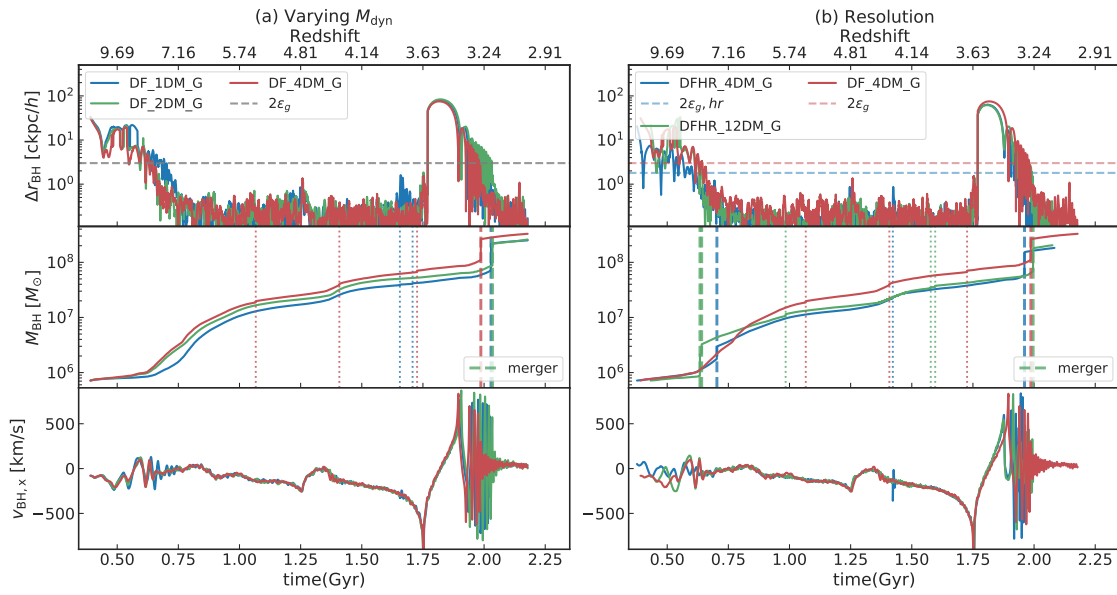 (a) Varying M_dyn
Redshift
9.69 7.16 5.74 4.81 4.14 3.63 3.24 2.91
DF_1DM_G
DF_2DM_G
DF_4DM_G
2ε_g
10^2
10^0
Δr_BH [ckpc/h]
10^8
10^7
10^6
M_BH [M_⊙]
merger
500
0
−500
v_BH, x [km/s]
0.50 0.75 1.00 1.25 1.50 1.75 2.00 2.25
time(Gyr)
(b) Resolution
Redshift
9.69 7.16 5.74 4.81 4.14 3.63 3.24 2.91
DFHR_4DM_G
2ε_g, hr
DFHR_12DM_G
DF_4DM_G
2ε_g
10^2
10^0
10^8
10^7
10^6
merger
500
0
−500
0.50 0.75 1.00 1.25 1.50 1.75 2.00 2.25
time(Gyr)